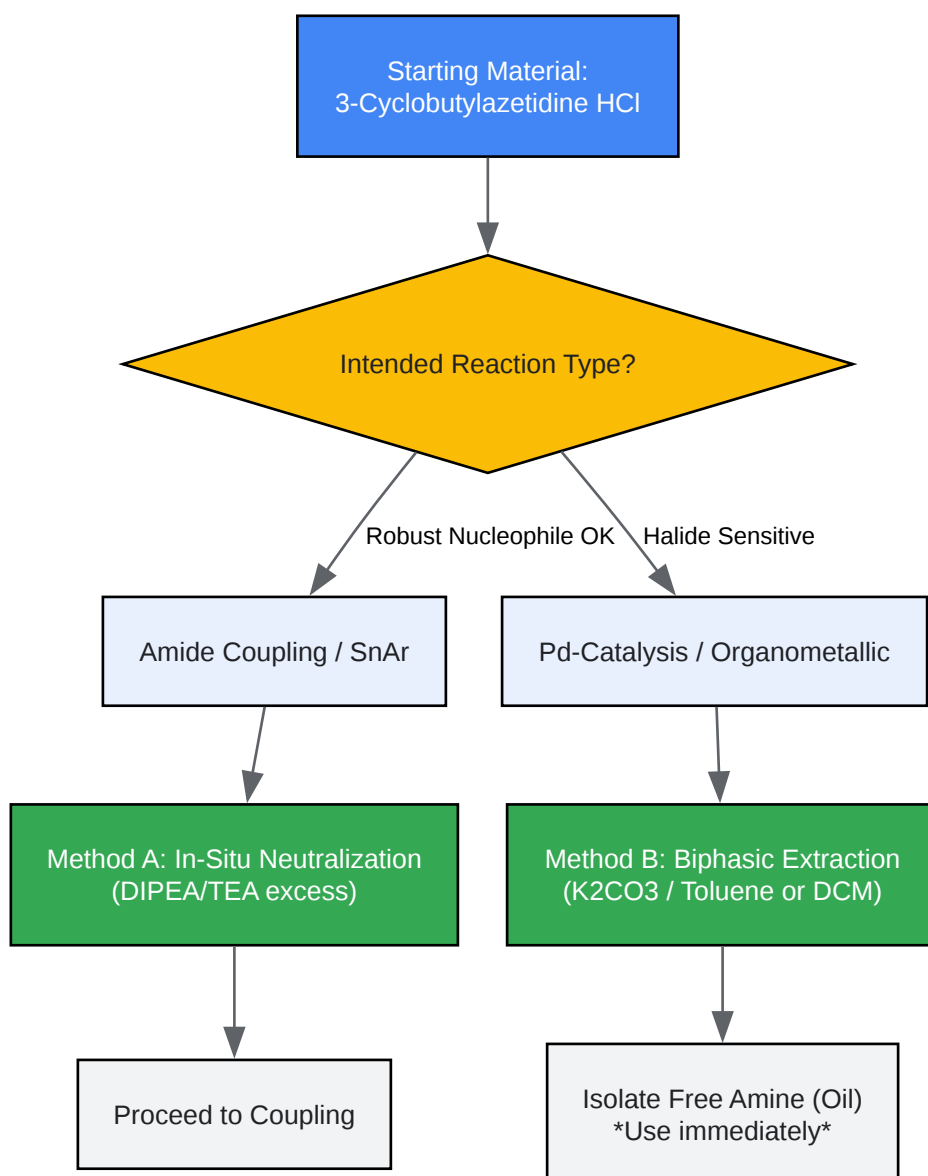 Starting Material:
3-Cyclobutylazetidine HCl
Intended Reaction Type?
Robust Nucleophile OK
Halide Sensitive
Amide Coupling / SnAr
Pd-Catalysis / Organometallic
Method A: In-Situ Neutralization
(DIPEA/TEA excess)
Method B: Biphasic Extraction
(K2CO3 / Toluene or DCM)
Proceed to Coupling
Isolate Free Amine (Oil)
*Use immediately*